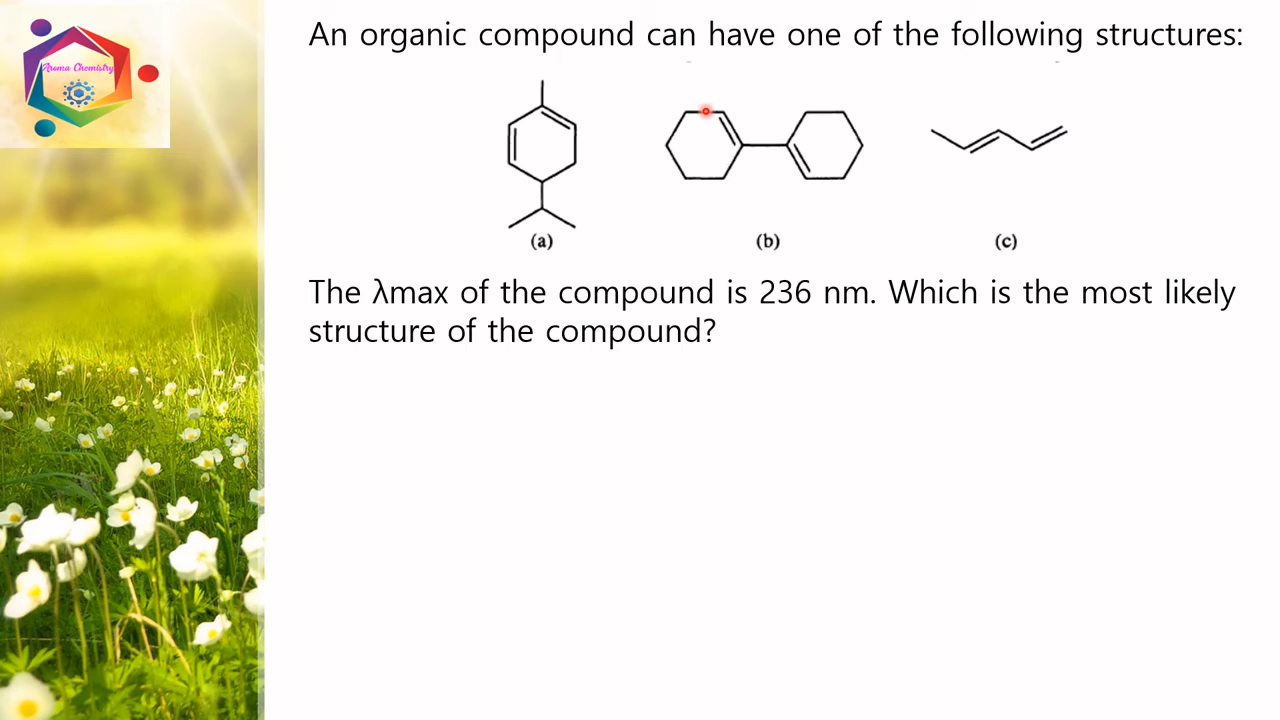 Aroma Chemistry
An organic compound can have one of the following structures:
(a) (b) (c)
The λmax of the compound is 236 nm. Which is the most likely
structure of the compound?